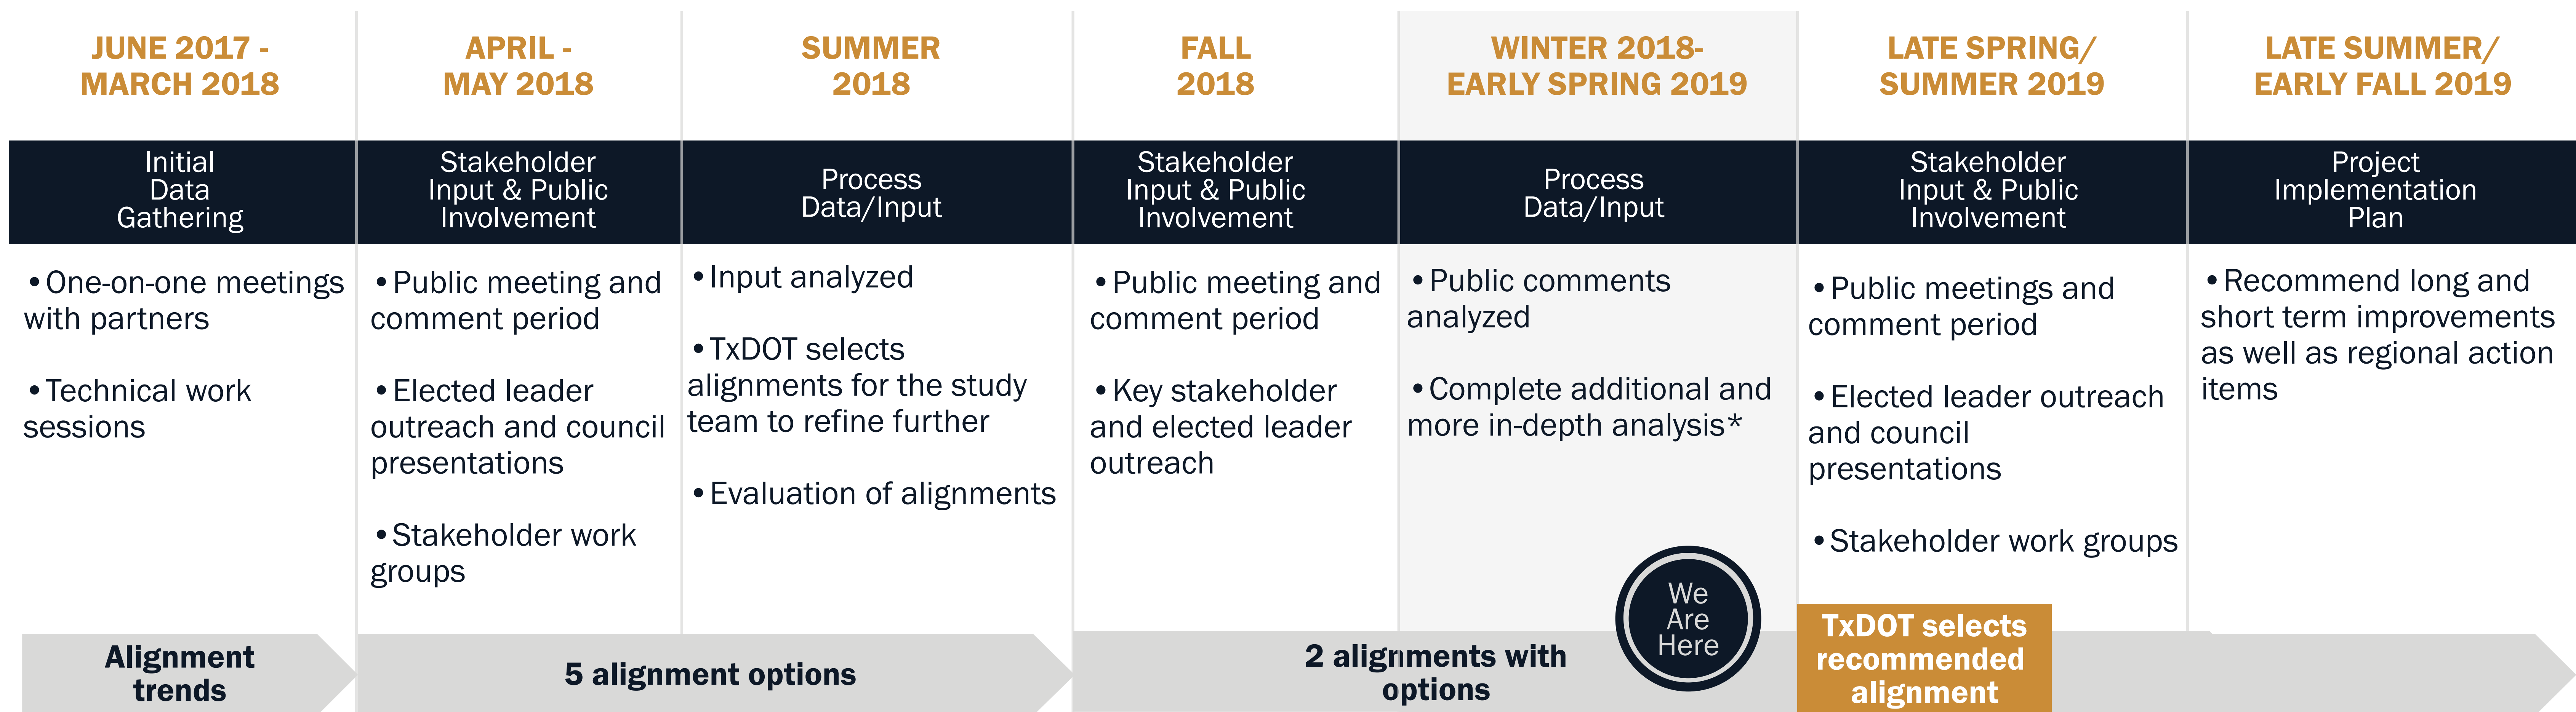 JUNE 2017 -
MARCH 2018
APRIL -
MAY 2018
SUMMER
2018
FALL
2018
WINTER 2018-
EARLY SPRING 2019
LATE SPRING/
SUMMER 2019
LATE SUMMER/
EARLY FALL 2019
Initial
Data
Gathering
Stakeholder
Input & Public
Involvement
Process
Data/Input
Stakeholder
Input & Public
Involvement
Process
Data/Input
Stakeholder
Input & Public
Involvement
Project
Implementation
Plan
•One-on-one meetings
with partners
•Technical work
sessions
•Public meeting and
comment period
•Elected leader
outreach and council
presentations
•Stakeholder work
groups
•Input analyzed
•TxDOT selects
alignments for the study
team to refine further
•Evaluation of alignments
•Public meeting and
comment period
•Key stakeholder
and elected leader
outreach
•Public comments
analyzed
•Complete additional and
more in-depth analysis*
•Public meetings and
comment period
•Elected leader outreach
and council
presentations
•Stakeholder work groups
•Recommend long and
short term improvements
as well as regional action
items
Alignment
trends
5 alignment options
2 alignments with
options
We
Are
Here
TxDOT selects
recommended
alignment